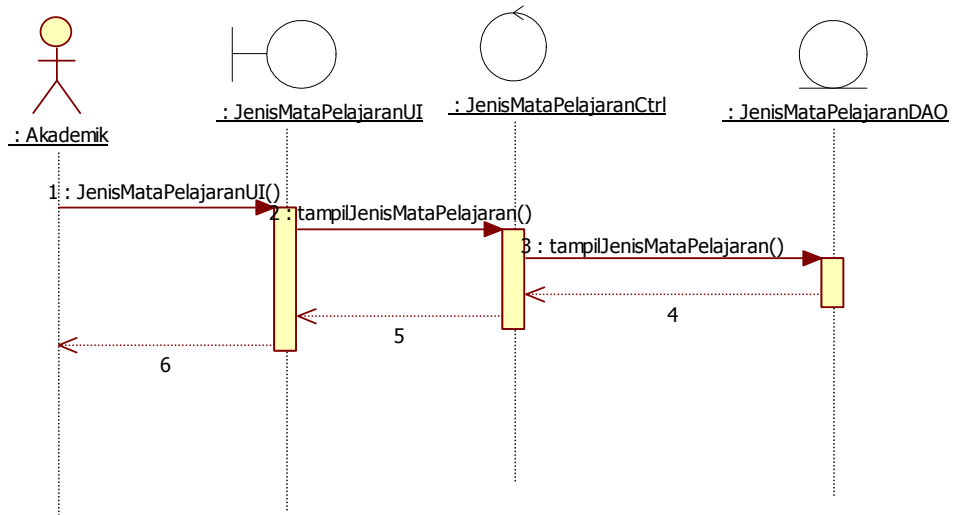 : Akademik
: JenisMataPelajaranUI
: JenisMataPelajaranCtrl
: JenisMataPelajaranDAO
1 : JenisMataPelajaranUI()
2 : tampilJenisMataPelajaran()
3 : tampilJenisMataPelajaran()
4
5
6